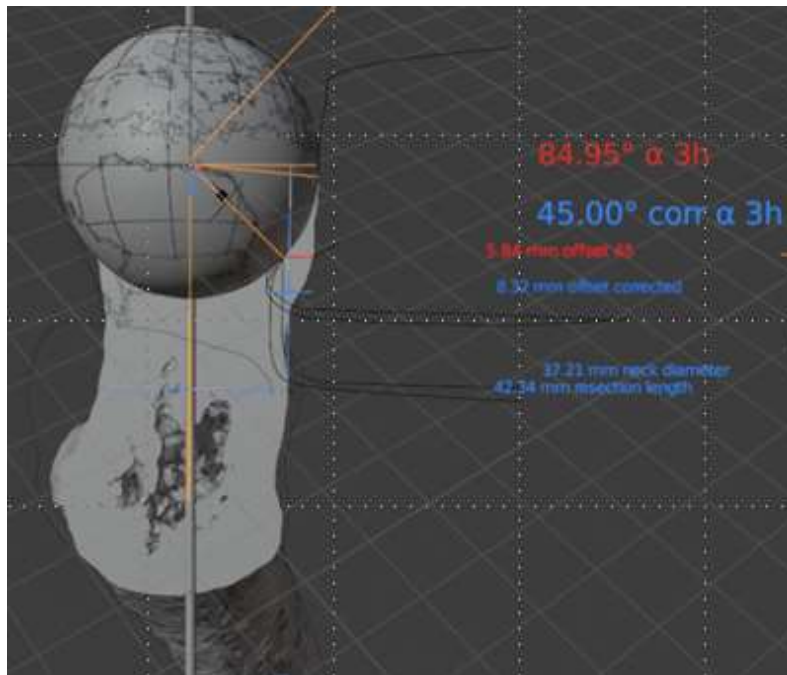 84.95° α 3h
45.00° corr α 3h
5.84 mm offset 45
8.32 mm offset corrected
32.21 mm neck diameter
42.34 mm resection length